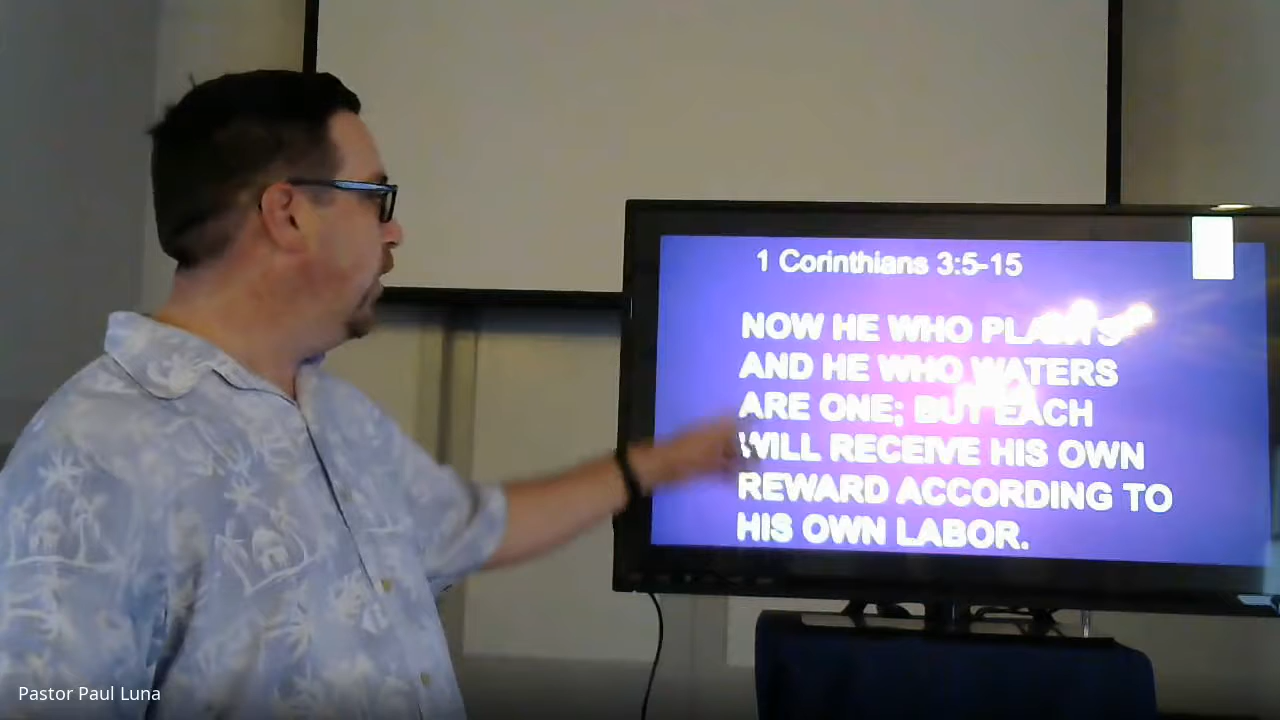 1 Corinthians 3:5-15
NOW HE WHO PLANTS
AND HE WHO WATERS
ARE ONE; BUT EACH
WILL RECEIVE HIS OWN
REWARD ACCORDING TO
HIS OWN LABOR.
Pastor Paul Luna